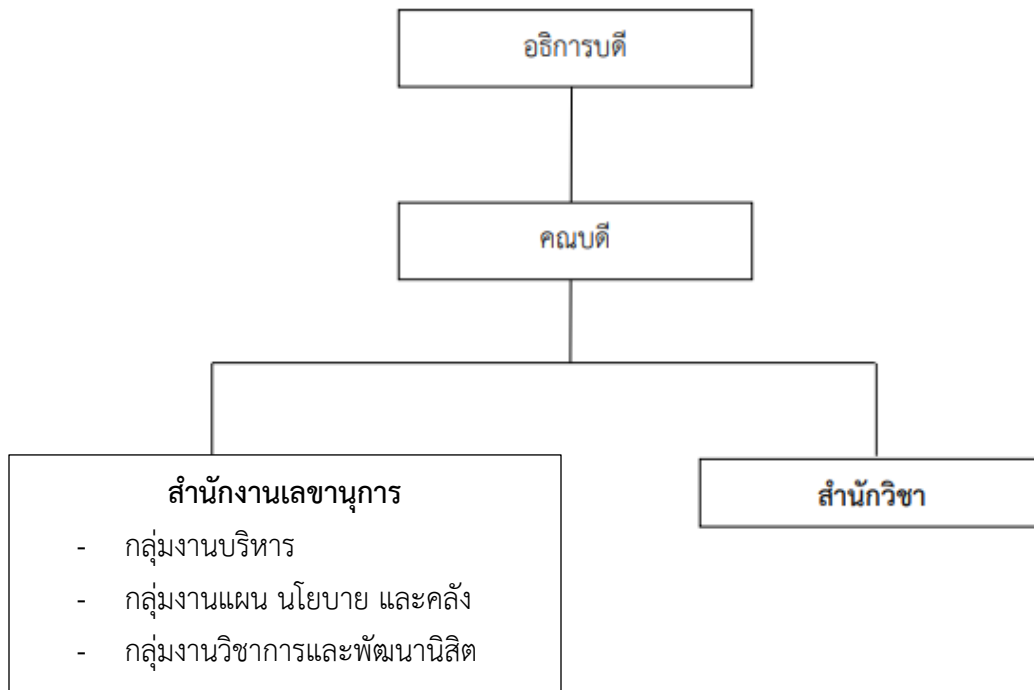 อธิการบดี
คณบดี
สำนักงานเลขานุการ
- กลุ่มงานบริหาร
- กลุ่มงานแผน นโยบาย และคลัง
- กลุ่มงานวิชาการและพัฒนานิสิต
สำนักวิชา